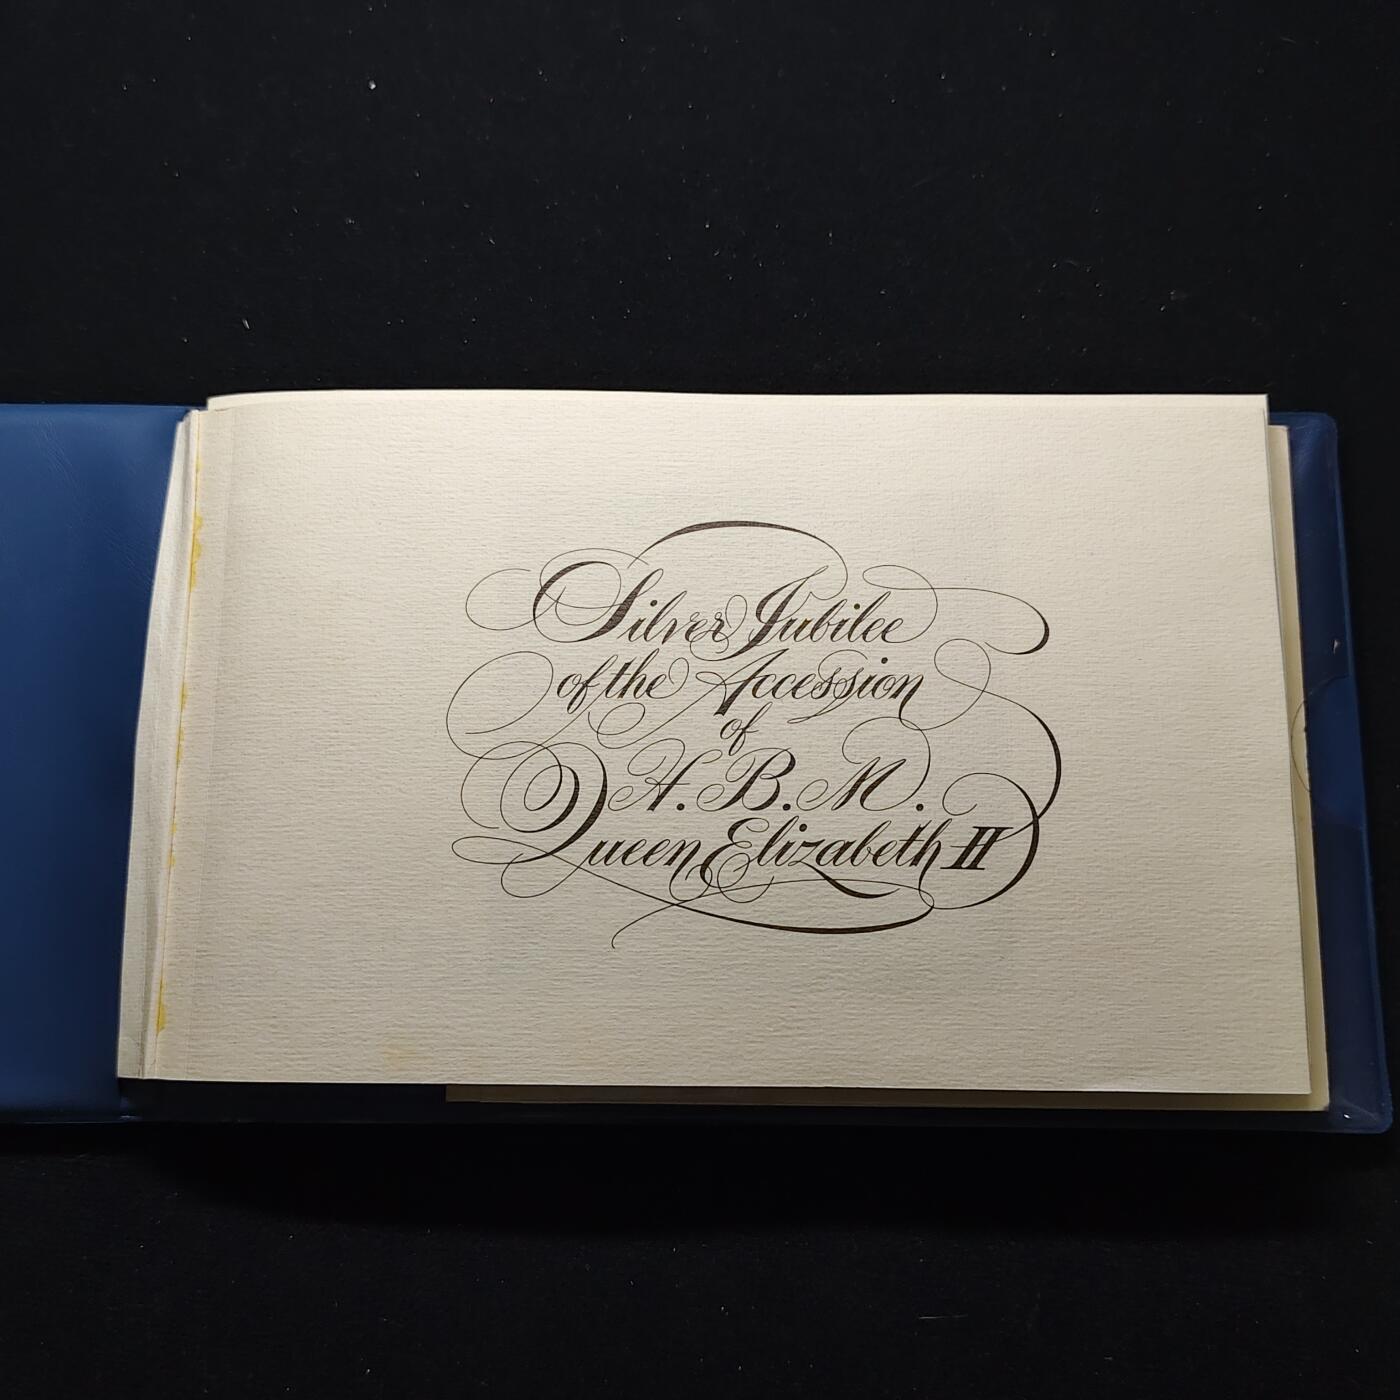 Silver Jubilee
of the Accession
of
H. B. M.
Queen Elizabeth II